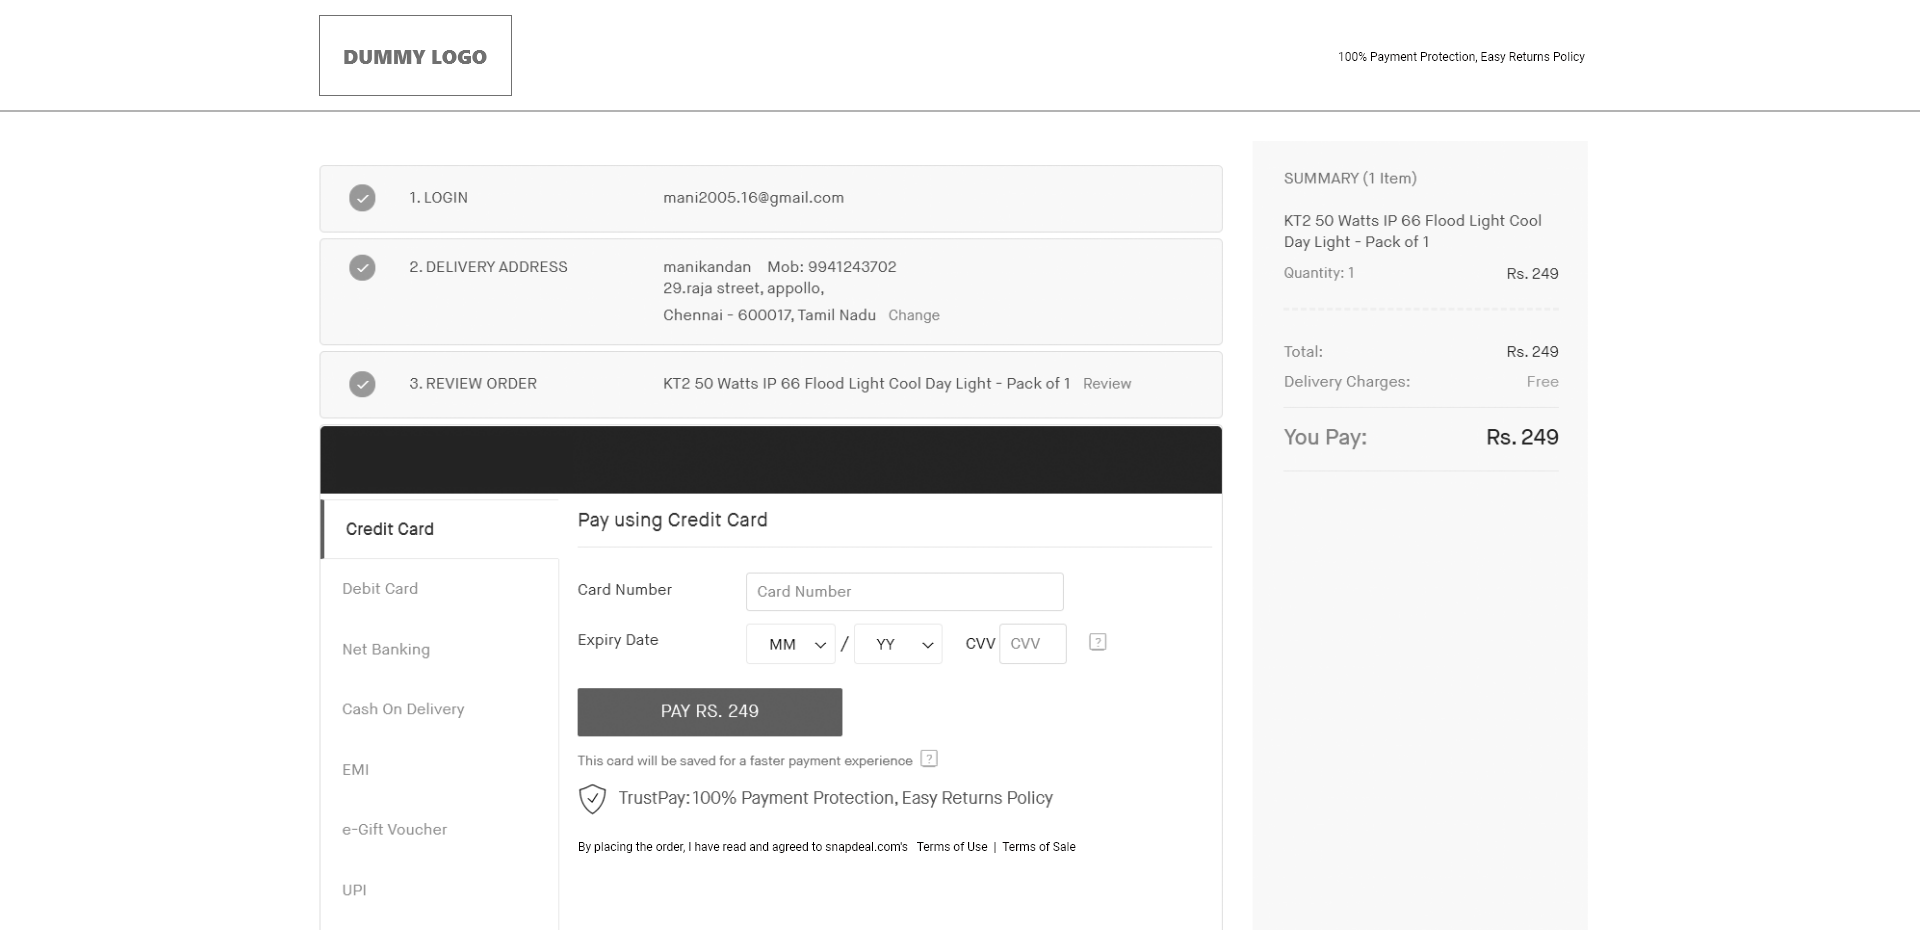 DUMMY LOGO
100% Payment Protection, Easy Returns Policy
1. LOGIN
mani2005.16@gmail.com
2. DELIVERY ADDRESS
manikandan Mob: 9941243702
29.raja street, appollo,
Chennai - 600017, Tamil Nadu Change
3. REVIEW ORDER
KT2 50 Watts IP 66 Flood Light Cool Day Light - Pack of 1 Review
Credit Card
Debit Card
Net Banking
Cash On Delivery
EMI
e-Gift Voucher
UPI
Pay using Credit Card
Card Number
Card Number
Expiry Date
MM / YY CVV CVV ?
PAY RS. 249
This card will be saved for a faster payment experience ?
TrustPay: 100% Payment Protection, Easy Returns Policy
By placing the order, I have read and agreed to snapdeal.com's Terms of Use | Terms of Sale
SUMMARY (1 Item)
KT2 50 Watts IP 66 Flood Light Cool
Day Light - Pack of 1
Quantity: 1 Rs. 249
Total: Rs. 249
Delivery Charges: Free
You Pay: Rs. 249